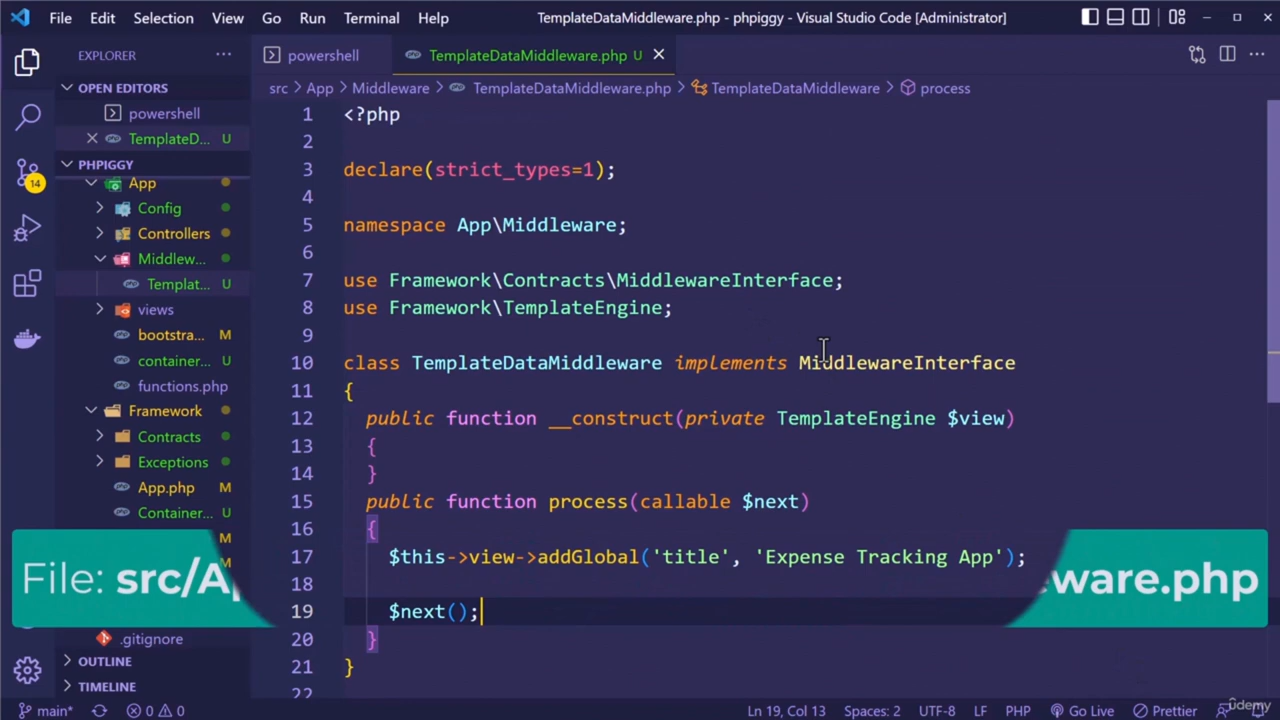 File Edit Selection View Go Run Terminal Help
TemplateDataMiddleware.php - phpiggy - Visual Studio Code [Administrator]
EXPLORER
OPEN EDITORS
powershell
TemplateD... U
PHPIGGY
App
Config
Controllers
Middlew...
Templat... U
views
bootstra... M
container... U
functions.php
Framework
Contracts
Exceptions
App.php M
Container... U
M
M
.gitignore
OUTLINE
TIMELINE
14
powershell
TemplateDataMiddleware.php U
src > App > Middleware > TemplateDataMiddleware.php > TemplateDataMiddleware > process
1 <?php
2
3 declare(strict_types=1);
4
5 namespace App\Middleware;
6
7 use Framework\Contracts\MiddlewareInterface;
8 use Framework\TemplateEngine;
9
10 class TemplateDataMiddleware implements MiddlewareInterface
11 {
12 public function __construct(private TemplateEngine $view)
13 {
14 }
15 public function process(callable $next)
16 {
17 $this->view->addGlobal('title', 'Expense Tracking App');
18
19 $next();
20 }
21 }
22
File: src/Ap
eware.php
main* 0 0 Ln 19, Col 13 Spaces: 2 UTF-8 LF PHP Go Live Prettier
ûdemy